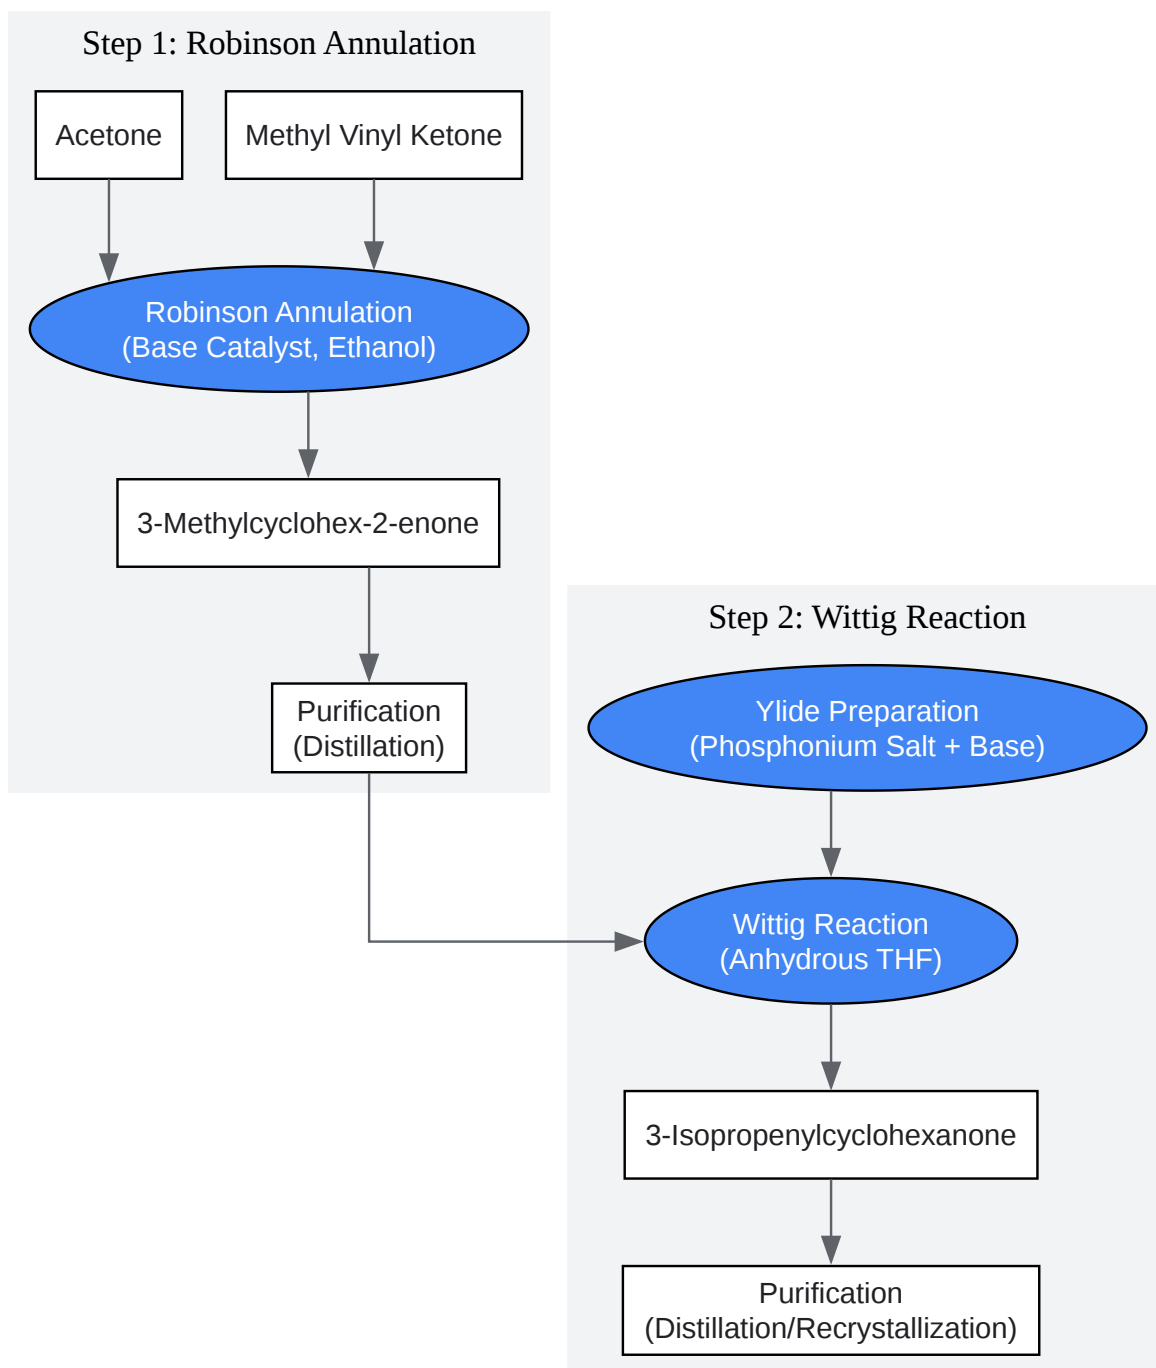 Step 1: Robinson Annulation
Acetone
Methyl Vinyl Ketone
Robinson Annulation
(Base Catalyst, Ethanol)
3-Methylcyclohex-2-enone
Purification
(Distillation)
Step 2: Wittig Reaction
Ylide Preparation
(Phosphonium Salt + Base)
Wittig Reaction
(Anhydrous THF)
3-Isopropenylcyclohexanone
Purification
(Distillation/Recrystallization)